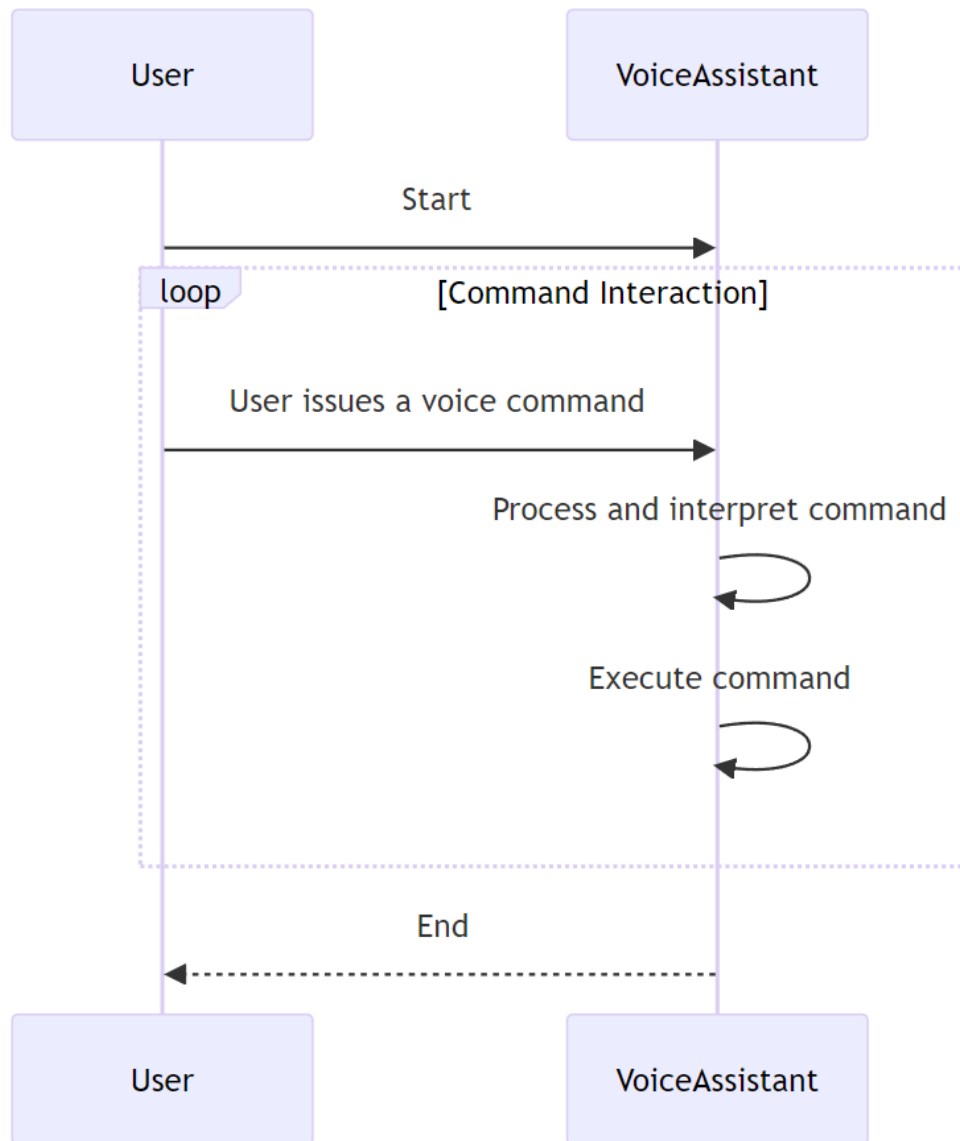 User
VoiceAssistant
Start
loop
[Command Interaction]
User issues a voice command
Process and interpret command
Execute command
End
User
VoiceAssistant